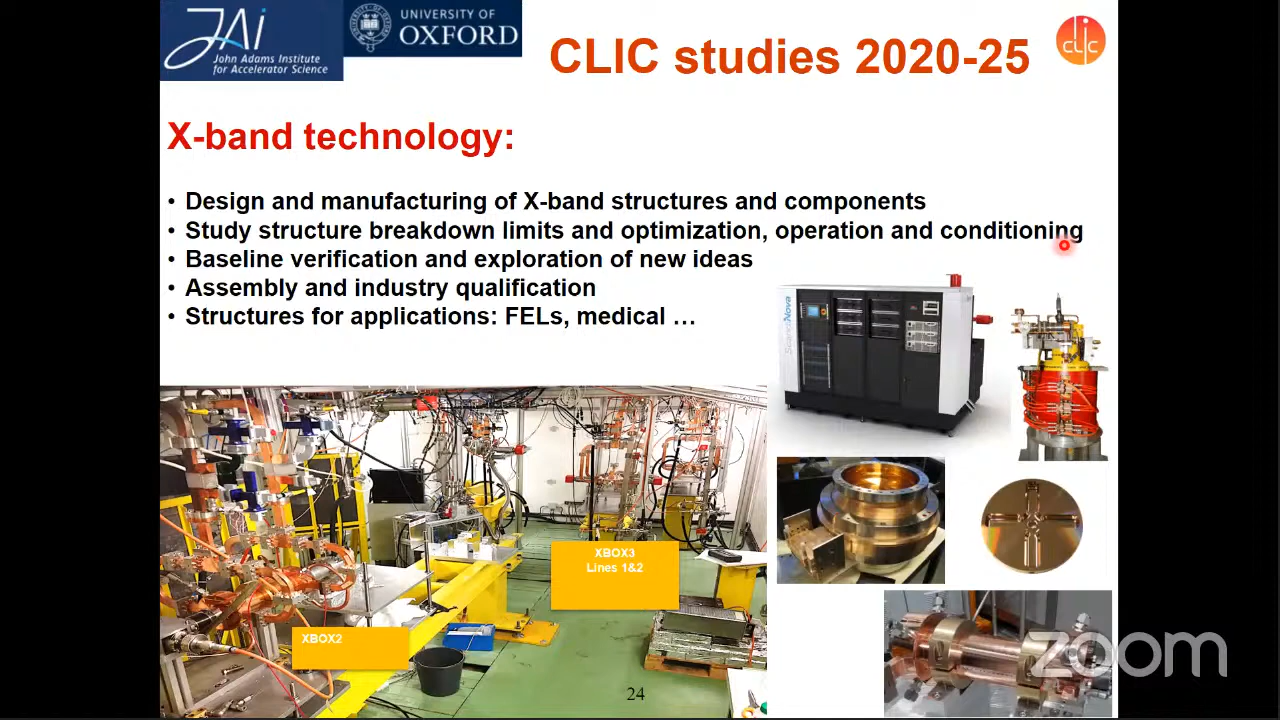 JAi
John Adams Institute
for Accelerator Science
UNIVERSITY OF
OXFORD
CLIC studies 2020-25
CLIC
X-band technology:
• Design and manufacturing of X-band structures and components
• Study structure breakdown limits and optimization, operation and conditioning
• Baseline verification and exploration of new ideas
• Assembly and industry qualification
• Structures for applications: FELs, medical …
ScandiNova
XBOX3
Lines 1&2
XBOX2
24
zoom